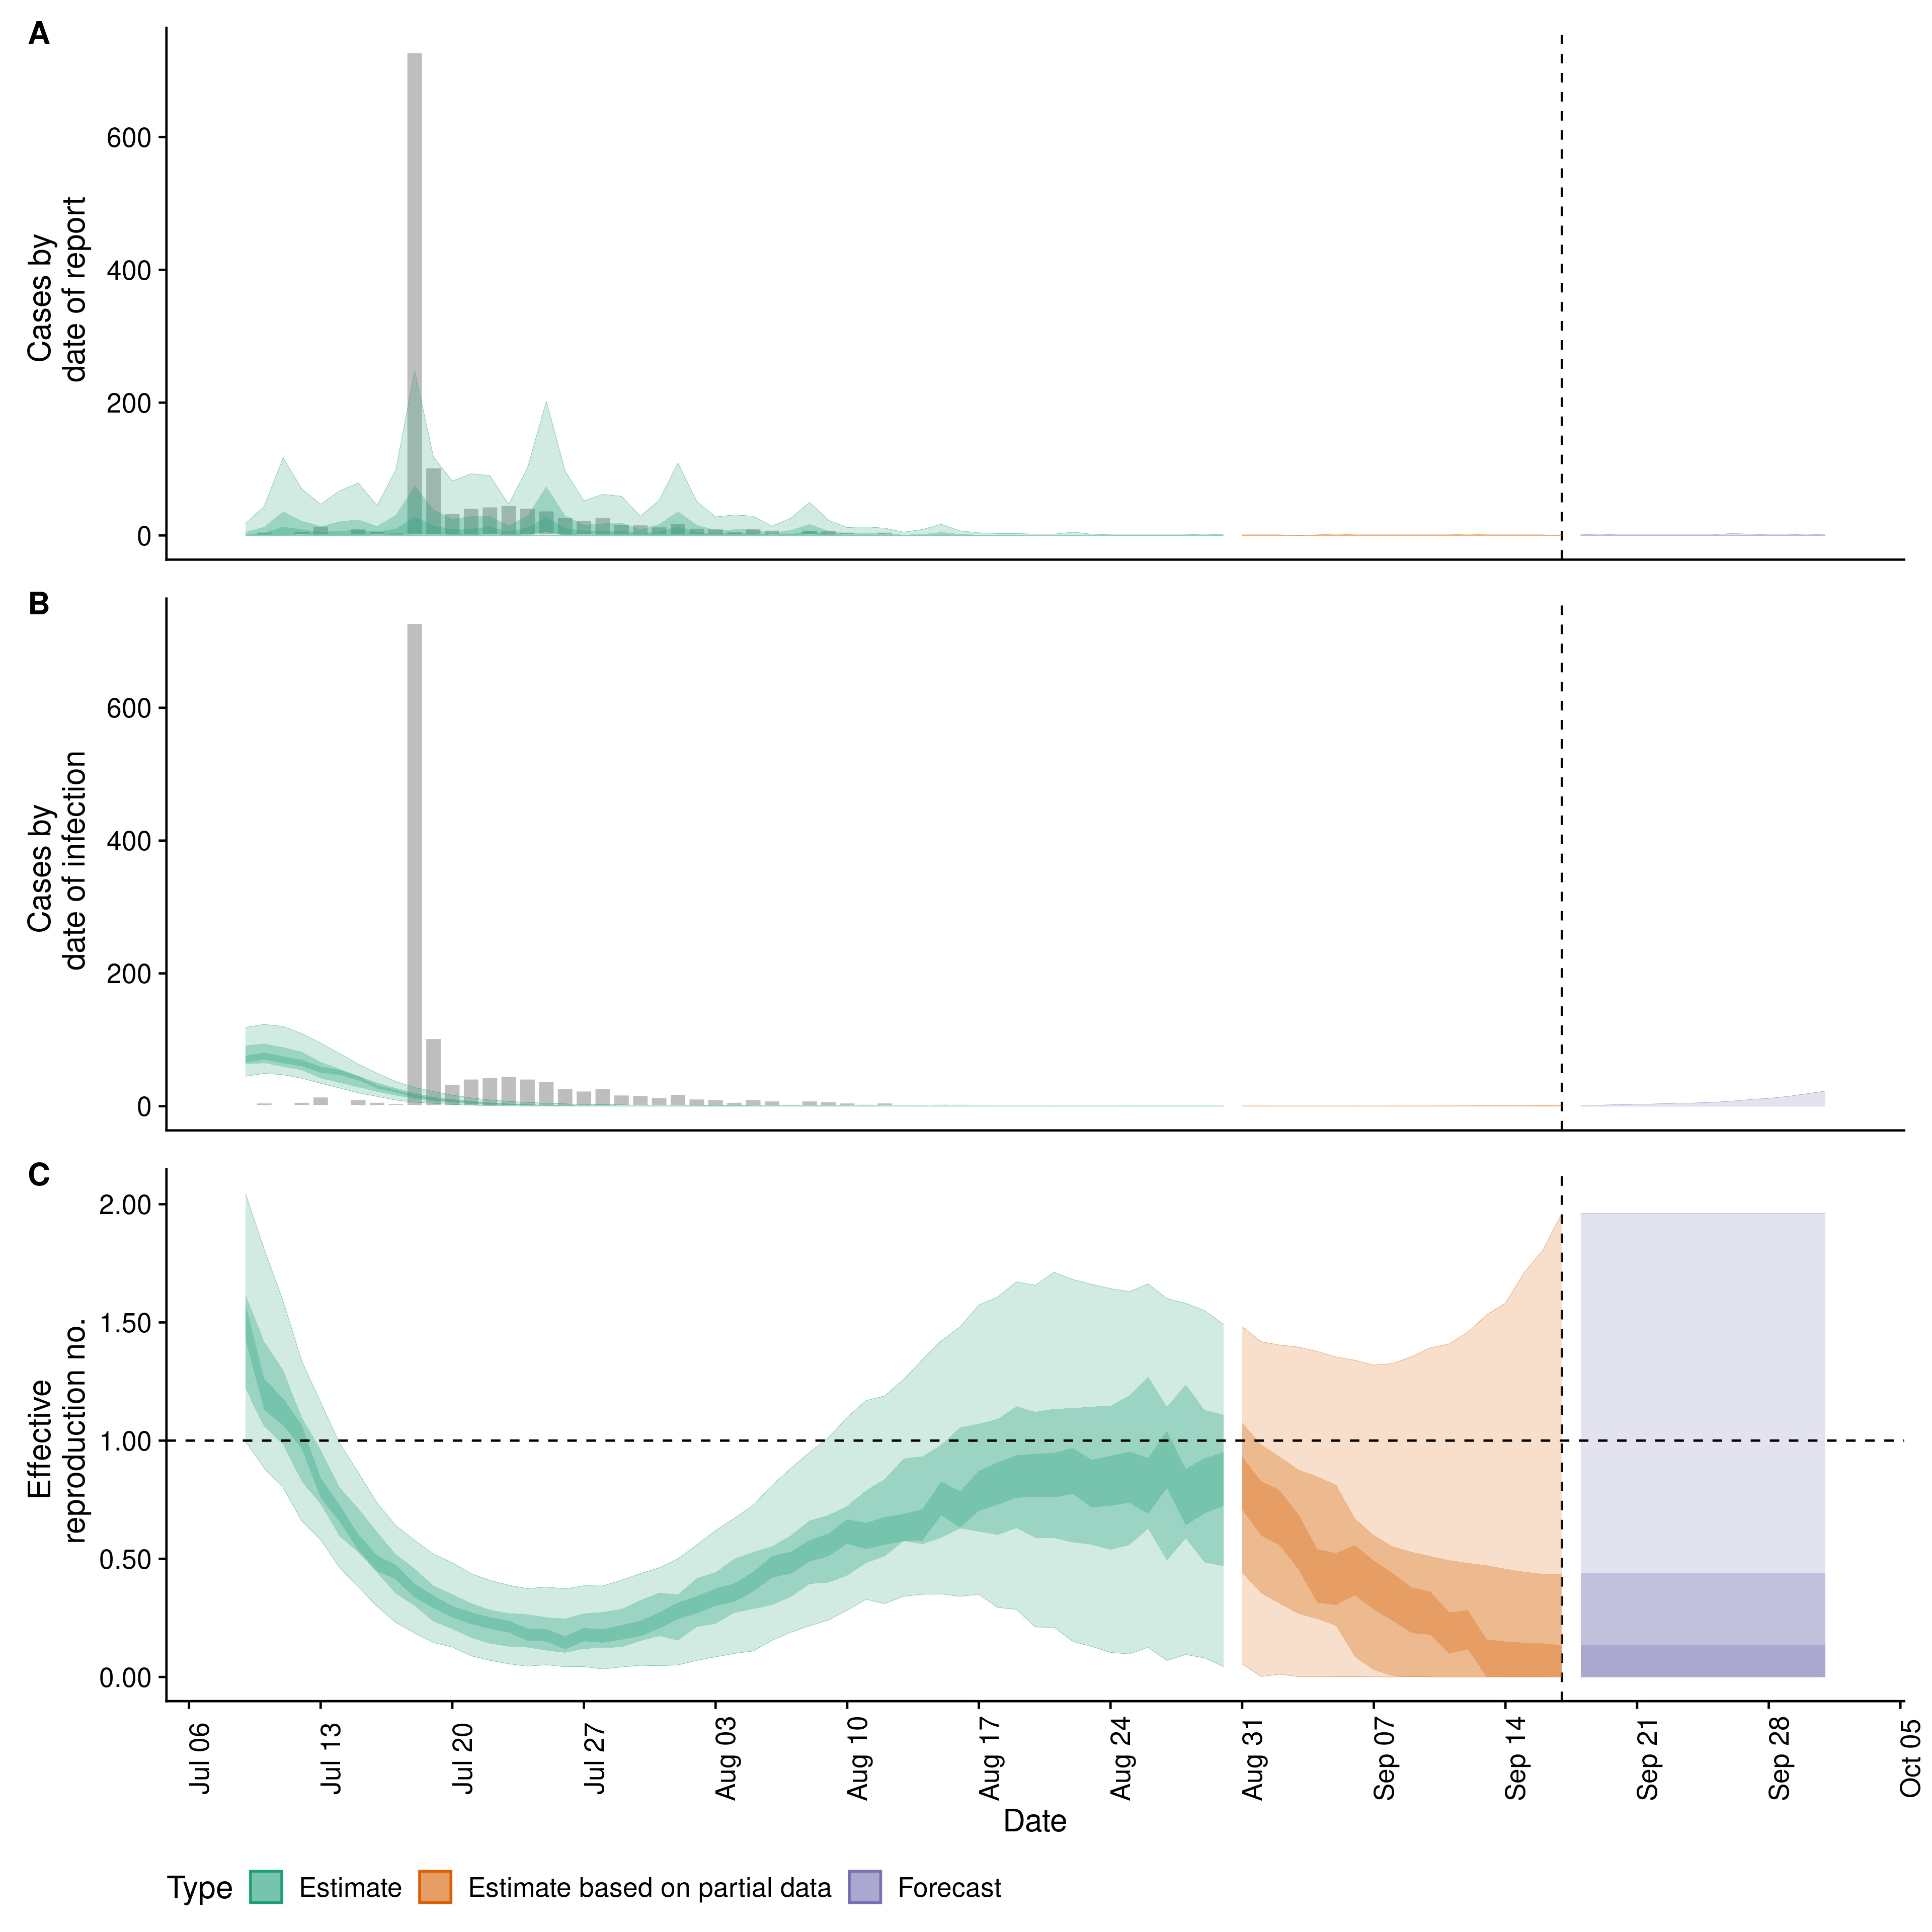 A
Cases by
date of report
600
400
200
0
B
Cases by
date of infection
600
400
200
0
C
Effective
reproduction no.
2.00
1.50
1.00
0.50
0.00
Jul 06
Jul 13
Jul 20
Jul 27
Aug 03
Aug 10
Aug 17
Aug 24
Aug 31
Sep 07
Sep 14
Sep 21
Sep 28
Oct 05
Date
Type Estimate Estimate based on partial data Forecast